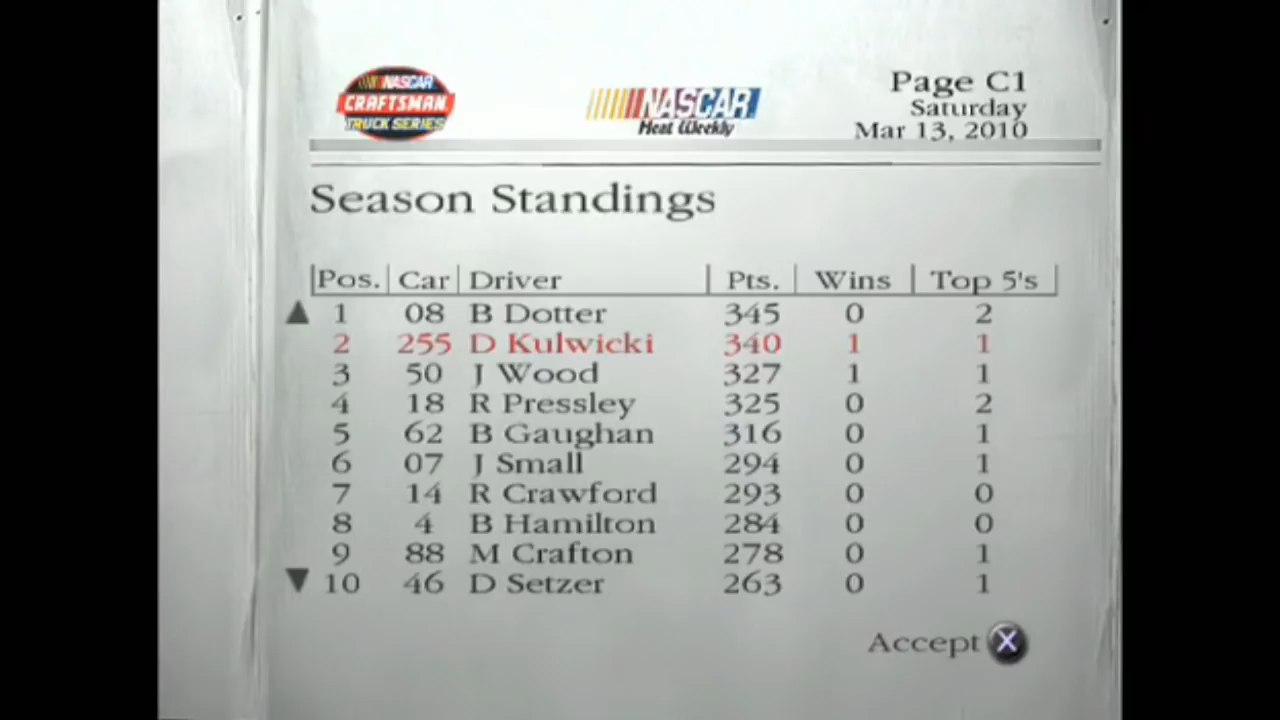 NASCAR
CRAFTSMAN
TRUCK SERIES
NASCAR
Heat Weekly
Page C1
Saturday
Mar 13, 2010
Season Standings
Pos. Car Driver Pts. Wins Top 5's
1 08 B Dotter 345 0 2
2 255 D Kulwicki 340 1 1
3 50 J Wood 327 1 1
4 18 R Pressley 325 0 2
5 62 B Gaughan 316 0 1
6 07 J Small 294 0 1
7 14 R Crawford 293 0 0
8 4 B Hamilton 284 0 0
9 88 M Crafton 278 0 1
10 46 D Setzer 263 0 1
Accept X